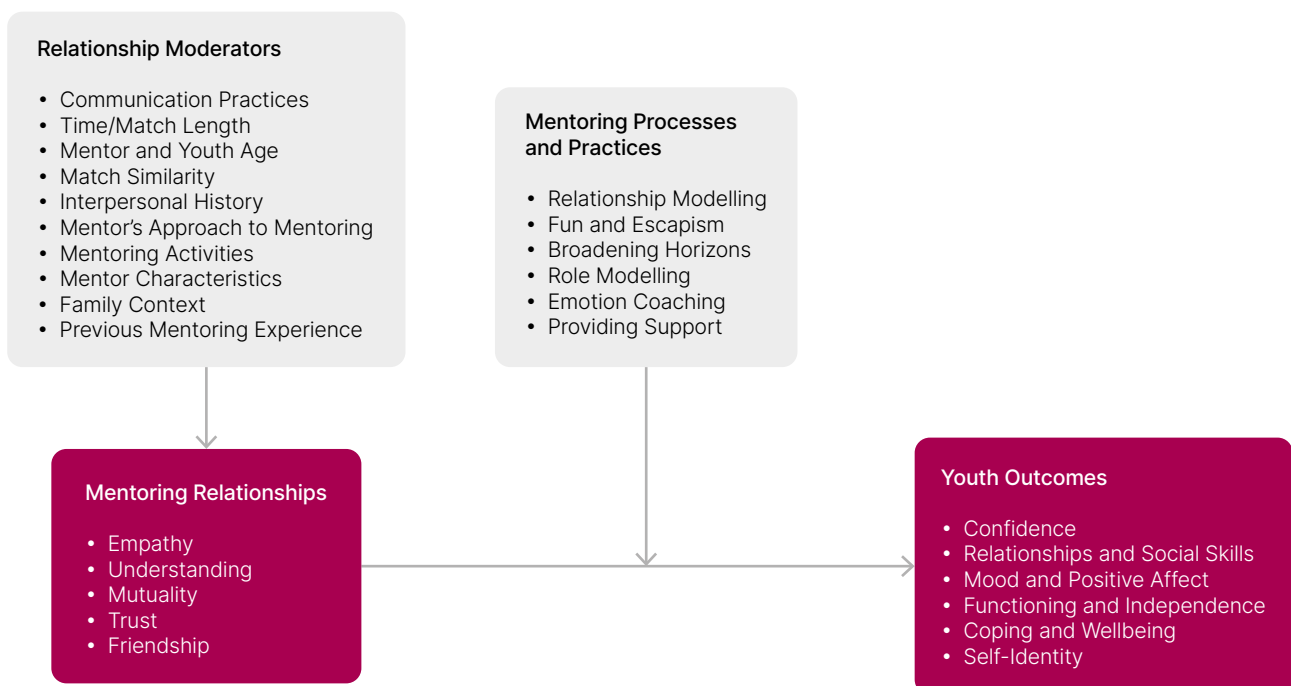 Relationship Moderators
• Communication Practices
• Time/Match Length
• Mentor and Youth Age
• Match Similarity
• Interpersonal History
• Mentor's Approach to Mentoring
• Mentoring Activities
• Mentor Characteristics
• Family Context
• Previous Mentoring Experience
Mentoring Processes
and Practices
• Relationship Modelling
• Fun and Escapism
• Broadening Horizons
• Role Modelling
• Emotion Coaching
• Providing Support
Mentoring Relationships
• Empathy
• Understanding
• Mutuality
• Trust
• Friendship
Youth Outcomes
• Confidence
• Relationships and Social Skills
• Mood and Positive Affect
• Functioning and Independence
• Coping and Wellbeing
• Self-Identity